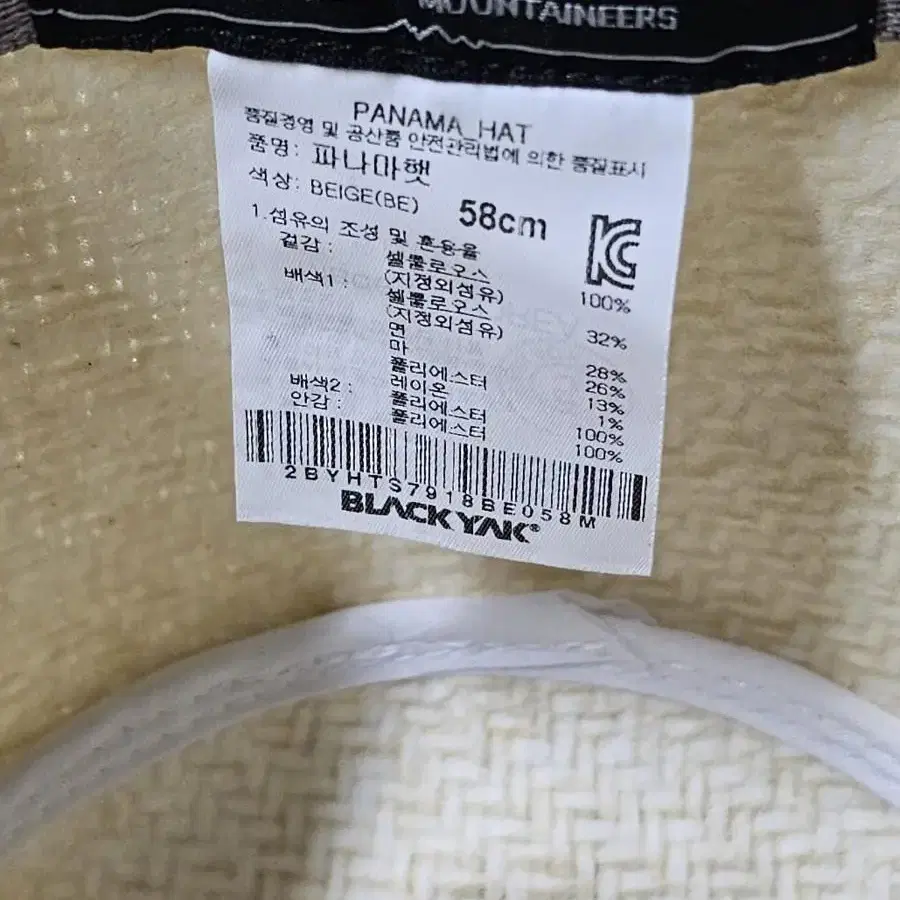 MOUNTAINEERS
PANAMA_HAT
품질경영 및 공산품 안전관리법에 의한 품질표시
품명: 파나마햇
색상: BEIGE(BE) 58cm
1.섬유의 조성 및 혼용율
겉감 : 셀룰로오스
(지정외섬유) 100%
배색1 : 셀룰로오스
(지정외섬유) 32%
면 28%
마 26%
폴리에스터 13%
레이온 1%
배색2 : 폴리에스터 100%
안감 : 폴리에스터 100%
2BYHTS7918BE058M
BLACKYAK®